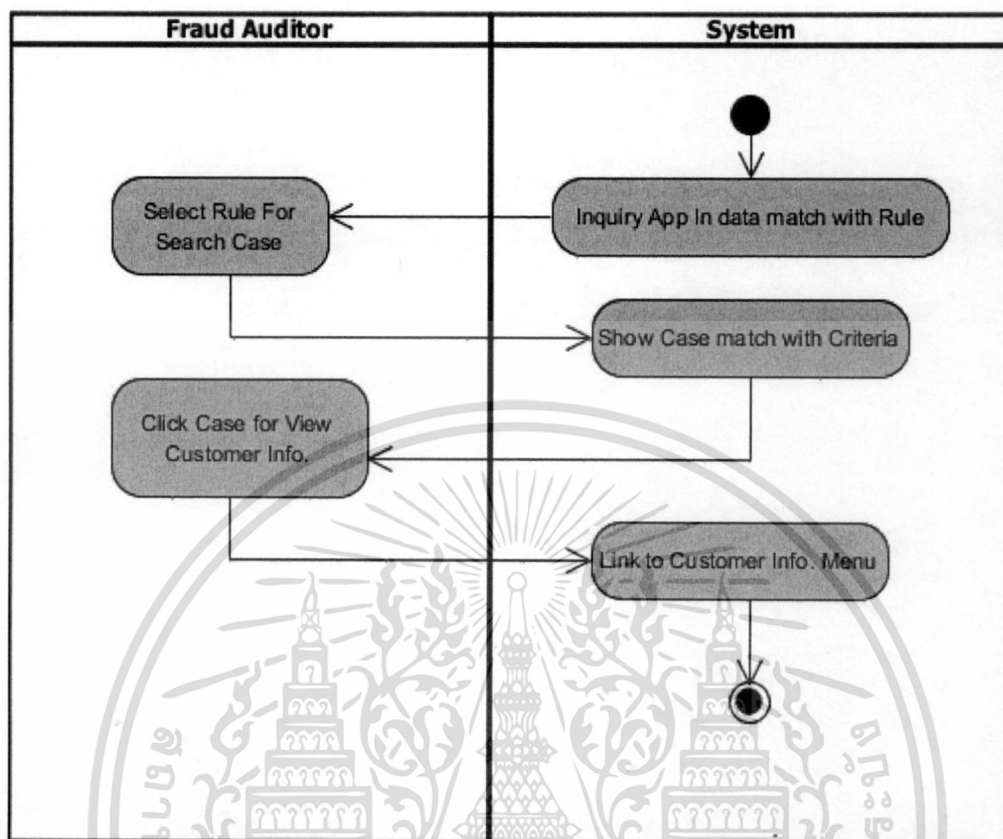 Fraud Auditor
System
Inquiry App In data match with Rule
Select Rule For
Search Case
Show Case match with Criteria
Click Case for View
Customer Info.
Link to Customer Info. Menu